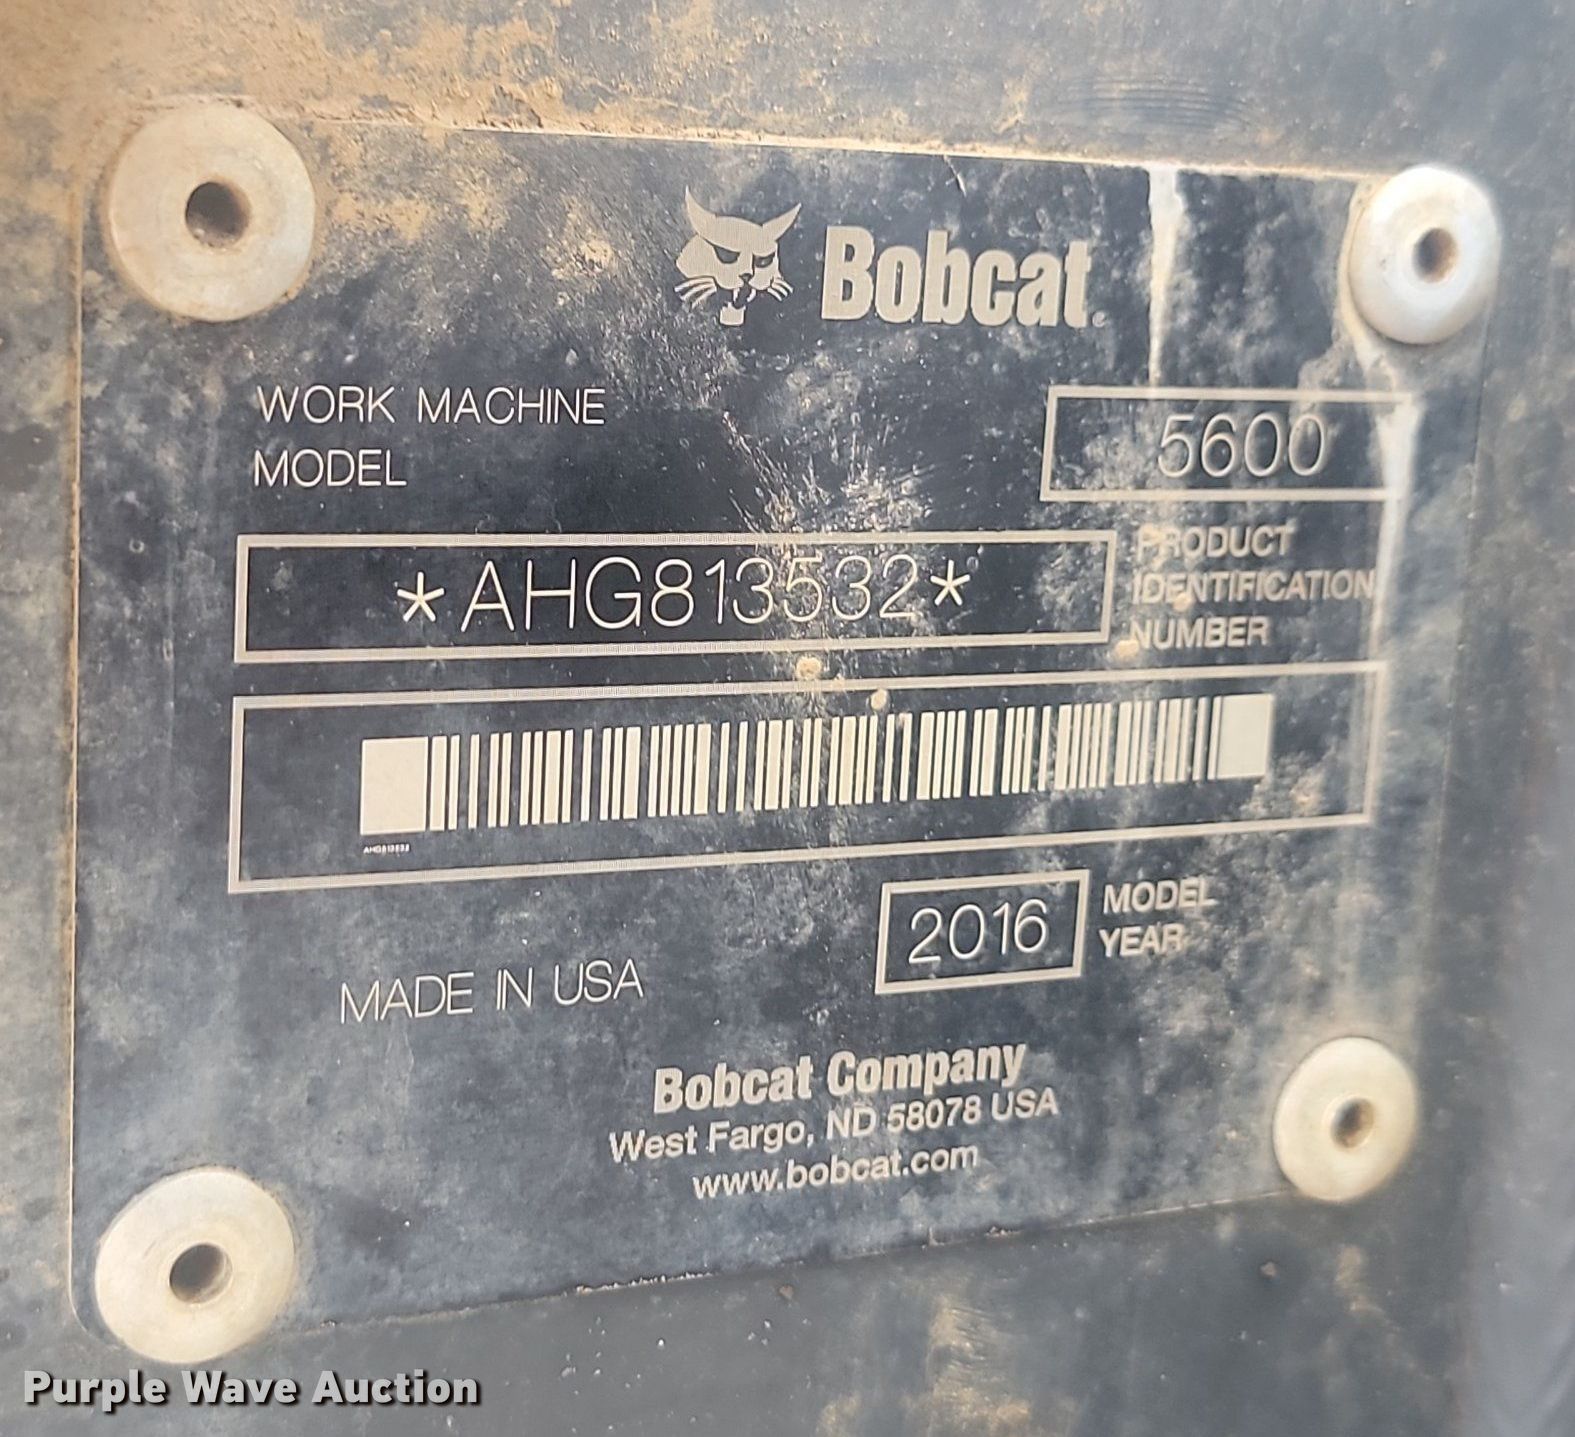 Bobcat.
WORK MACHINE
MODEL
5600
*AHG813532*
PRODUCT
IDENTIFICATION
NUMBER
2016
MODEL
YEAR
MADE IN USA
Bobcat Company
West Fargo, ND 58078 USA
www.bobcat.com
Purple Wave Auction